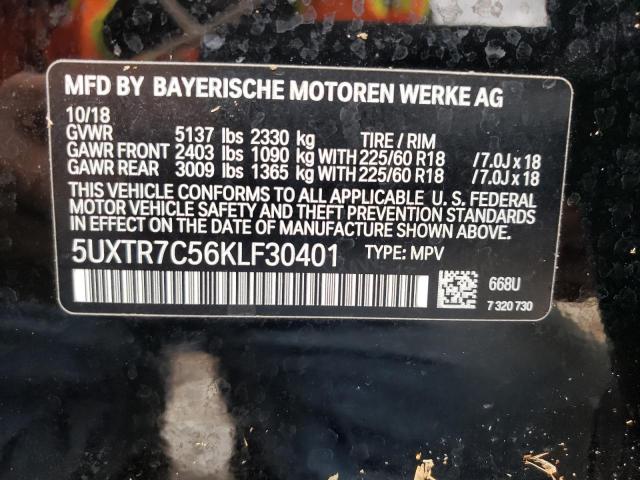 MFD BY BAYERISCHE MOTOREN WERKE AG
10/18
GVWR 5137 lbs 2330 kg TIRE / RIM
GAWR FRONT 2403 lbs 1090 kg WITH 225/60 R18 /7.0J x 18
GAWR REAR 3009 lbs 1365 kg WITH 225/60 R18 /7.0J x 18
THIS VEHICLE CONFORMS TO ALL APPLICABLE U. S. FEDERAL
MOTOR VEHICLE SAFETY AND THEFT PREVENTION STANDARDS
IN EFFECT ON THE DATE OF MANUFACTURE SHOWN ABOVE.
5UXTR7C56KLF30401 TYPE: MPV
668U
7 320 730